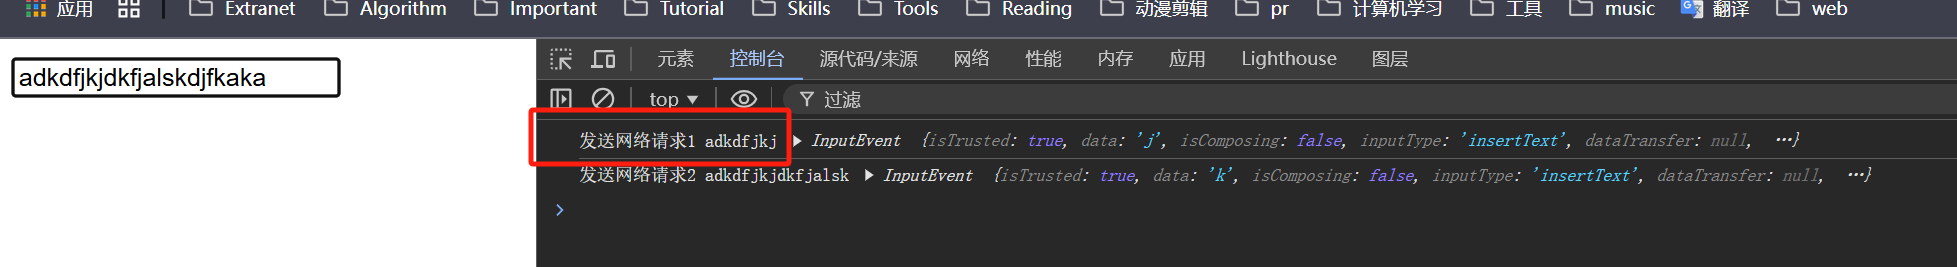 应用 Extranet Algorithm Important Tutorial Skills Tools Reading 动漫剪辑 pr 计算机学习 工具 music 翻译 web
adkdfjkjdkfjalskdjfkaka
元素 控制台 源代码/来源 网络 性能 内存 应用 Lighthouse 图层
top ▼ 过滤
发送网络请求1 adkdfjkj ▶ InputEvent {isTrusted: true, data: 'j', isComposing: false, inputType: 'insertText', dataTransfer: null, …}
发送网络请求2 adkdfjkjdkfjalsk ▶ InputEvent {isTrusted: true, data: 'k', isComposing: false, inputType: 'insertText', dataTransfer: null, …}
>